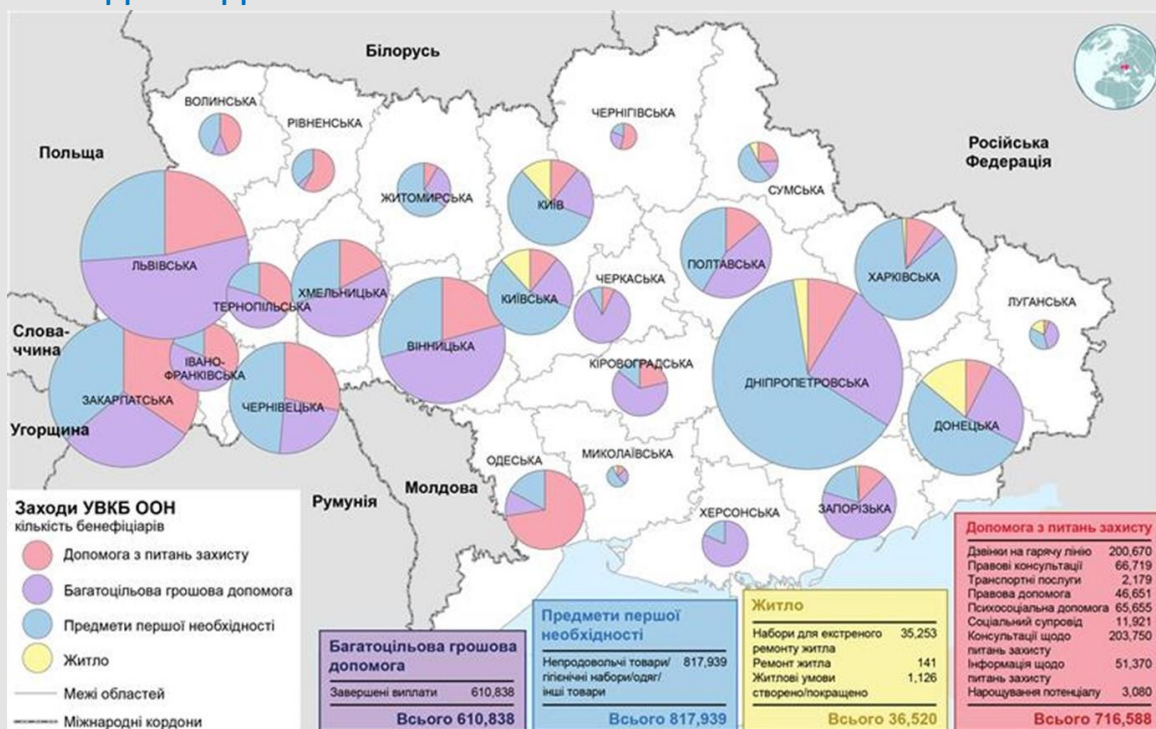 Білорусь
ВОЛИНСЬКА
РІВНЕНСЬКА
ЧЕРНІГІВСЬКА
Польща
Російська
Федерація
ЖИТОМИРСЬКА
КИЇВ
СУМСЬКА
ЛЬВІВСЬКА
ТЕРНОПІЛЬСЬКА
ХМЕЛЬНИЦЬКА
КИЇВСЬКА
ЧЕРКАСЬКА
ПОЛТАВСЬКА
ХАРКІВСЬКА
ЛУГАНСЬКА
Слова-
ччина
ІВАНО-
ФРАНКІВСЬКА
ВІННИЦЬКА
КІРОВОГРАДСЬКА
ДНІПРОПЕТРОВСЬКА
ЗАКАРПАТСЬКА
ЧЕРНІВЕЦЬКА
ДОНЕЦЬКА
Угорщина
ОДЕСЬКА
МИКОЛАЇВСЬКА
Румунія
Молдова
ХЕРСОНСЬКА
ЗАПОРІЗЬКА
Заходи УВКБ ООН
кількість бенефіціарів
Допомога з питань захисту
Багатоцільова грошова допомога
Предмети першої необхідності
Житло
Межі областей
Міжнародні кордони
Багатоцільова грошова
допомога
Завершені виплати 610,838
Всього 610,838
Предмети першої
необхідності
Непродовольчі товари/ 817,939
гігієнічні набори/одяг/
інші товари
Всього 817,939
Житло
Набори для екстреного 35,253
ремонту житла
Ремонт житла 141
Житлові умови 1,126
створено/покращено
Всього 36,520
Допомога з питань захисту
Дзвінки на гарячу лінію 200,670
Правові консультації 66,719
Транспортні послуги 2,179
Правова допомога 46,651
Психосоціальна допомога 65,655
Соціальний супровід 11,921
Консультації щодо 203,750
питань захисту
Інформація щодо 51,370
питань захисту
Нарощування потенціалу 3,080
Всього 716,588